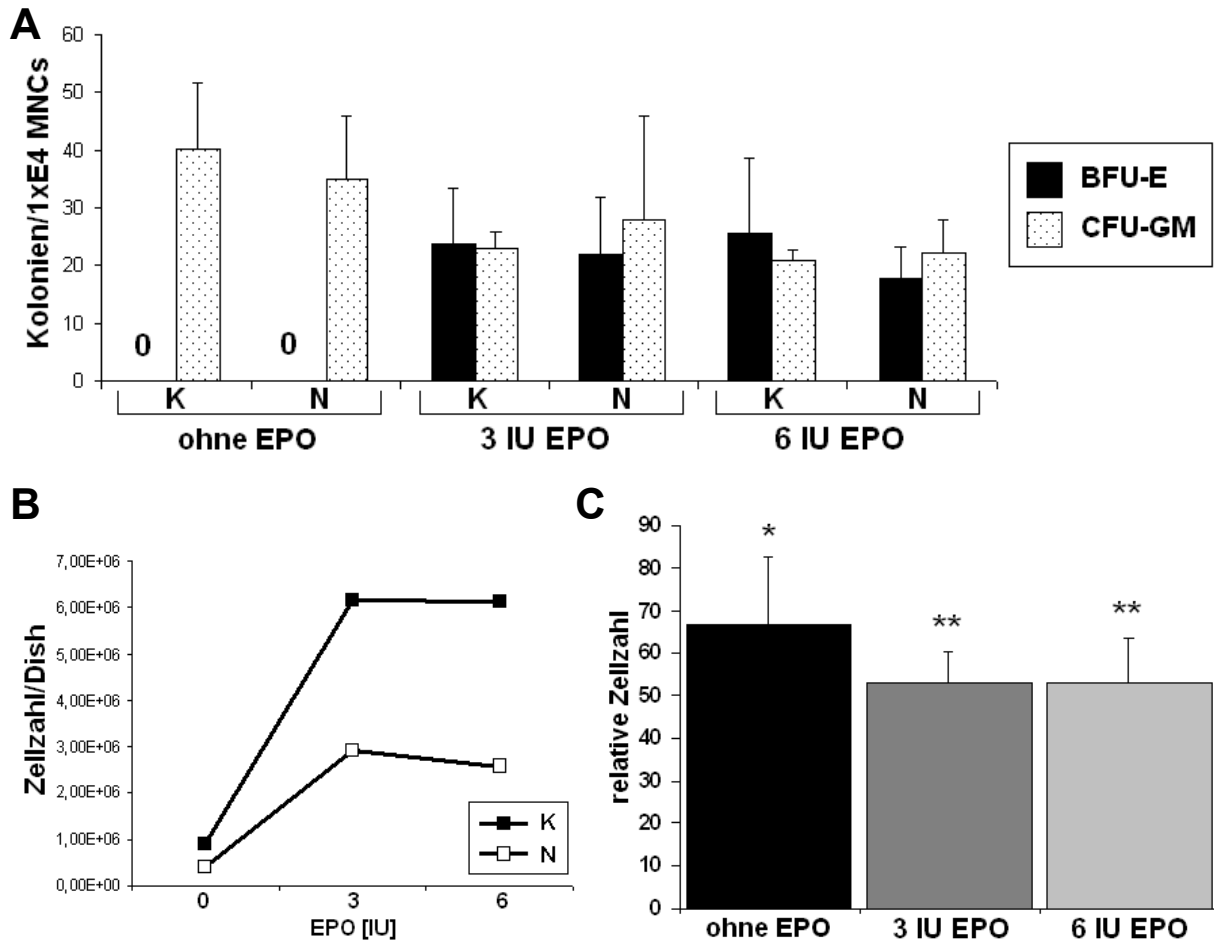 A
Kolonien/1xE4 MNCs
60
50
40
30
20
10
0
0 0
K N K N K N
ohne EPO 3 IU EPO 6 IU EPO
BFU-E
CFU-GM
B
Zellzahl/Dish
7,00E+06
6,00E+06
5,00E+06
4,00E+06
3,00E+06
2,00E+06
1,00E+06
0,00E+00
0 3 6
EPO [IU]
K
N
C
relative Zellzahl
90
80
70
60
50
40
30
20
10
0
* ** **
ohne EPO 3 IU EPO 6 IU EPO